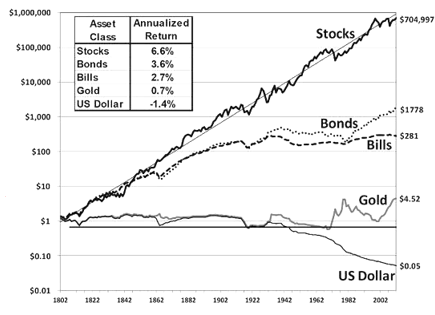 $1,000,000
$100,000
$10,000
$1,000
$100
$10
$1
$0.10
$0.01
Asset Class Annualized Return
Stocks 6.6%
Bonds 3.6%
Bills 2.7%
Gold 0.7%
US Dollar -1.4%
Stocks
$704,997
Bonds
$1778
Bills
$281
Gold
$4.52
US Dollar
$0.05
1802 1822 1842 1862 1882 1902 1922 1942 1962 1982 2002